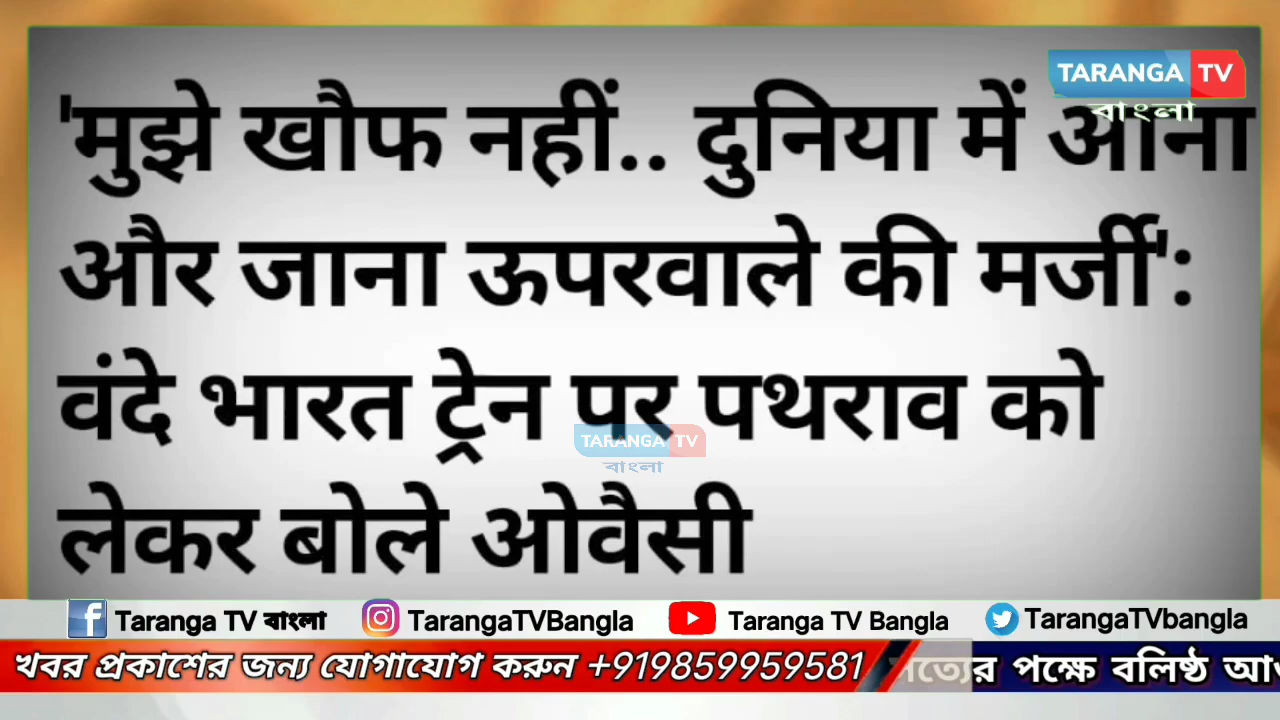 TARANGA TV
বাংলা
'मुझे खौफ नहीं.. दुनिया में आना
और जाना ऊपरवाले की मर्जी':
वंदे भारत ट्रेन पर पथराव को
TARANGA TV
বাংলা
लेकर बोले ओवैसी
Taranga TV বাংলা TarangaTVBangla Taranga TV Bangla TarangaTVbangla
খবর প্রকাশের জন্য যোগাযোগ করুন +919859959581 সত্যের পক্ষে বলিষ্ঠ